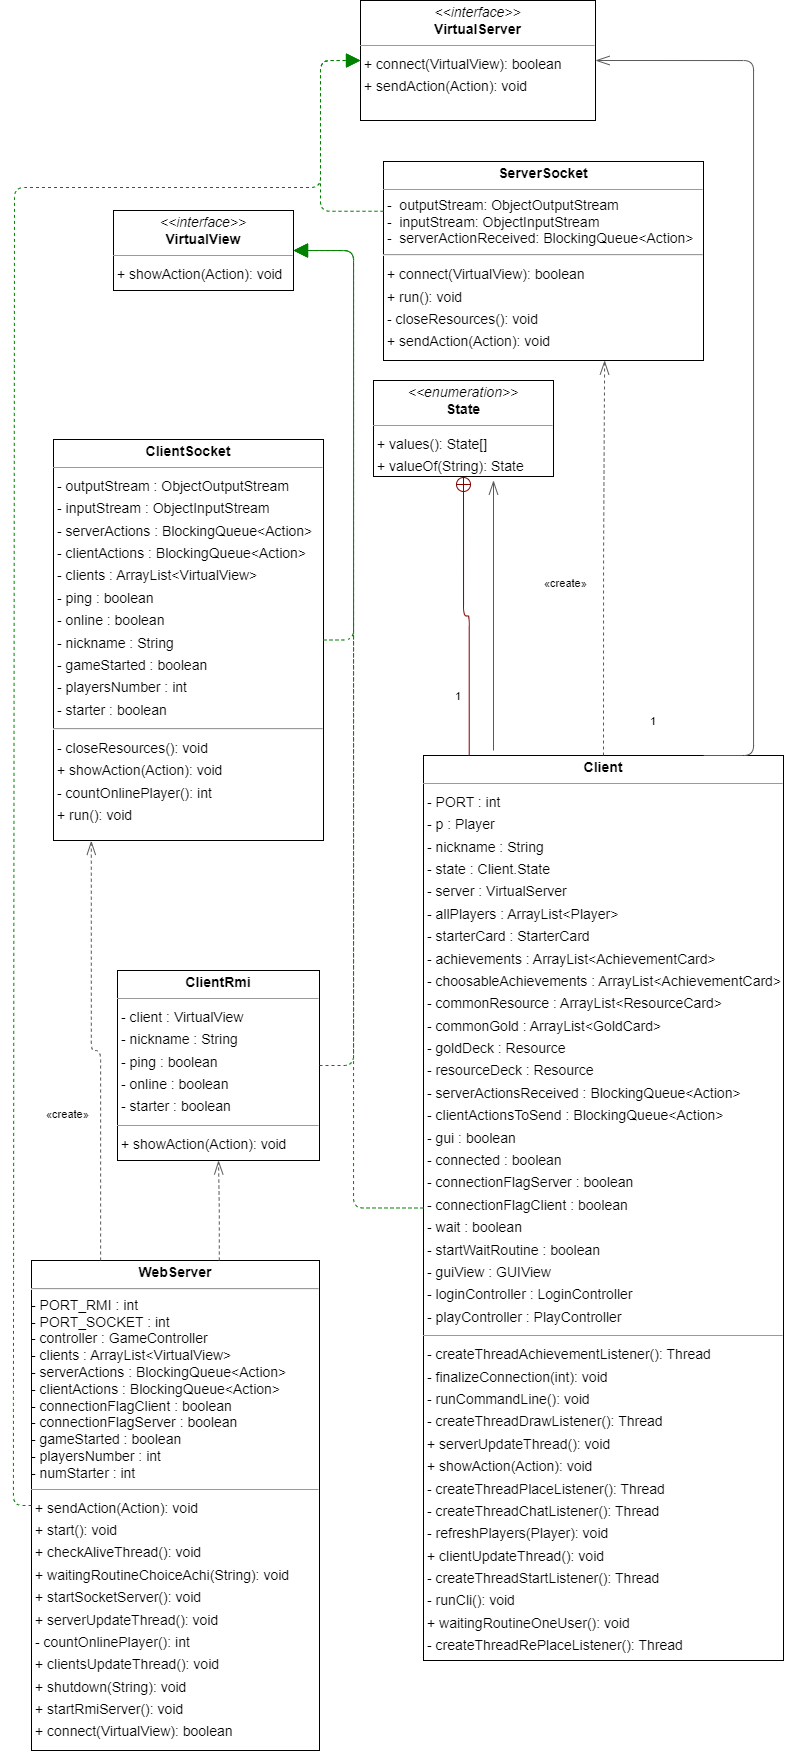 <<interface>>
VirtualServer
+ connect(VirtualView): boolean
+ sendAction(Action): void
ServerSocket
- outputStream: ObjectOutputStream
- inputStream: ObjectInputStream
- serverActionReceived: BlockingQueue<Action>
+ connect(VirtualView): boolean
+ run(): void
- closeResources(): void
+ sendAction(Action): void
<<interface>>
VirtualView
+ showAction(Action): void
<<enumeration>>
State
+ values(): State[]
+ valueOf(String): State
ClientSocket
- outputStream : ObjectOutputStream
- inputStream : ObjectInputStream
- serverActions : BlockingQueue<Action>
- clientActions : BlockingQueue<Action>
- clients : ArrayList<VirtualView>
- ping : boolean
- online : boolean
- nickname : String
- gameStarted : boolean
- playersNumber : int
- starter : boolean
- closeResources(): void
+ showAction(Action): void
- countOnlinePlayer(): int
+ run(): void
«create»
1
1
Client
- PORT : int
- p : Player
- nickname : String
- state : Client.State
- server : VirtualServer
- allPlayers : ArrayList<Player>
- starterCard : StarterCard
- achievements : ArrayList<AchievementCard>
- choosableAchievements : ArrayList<AchievementCard>
- commonResource : ArrayList<ResourceCard>
- commonGold : ArrayList<GoldCard>
- goldDeck : Resource
- resourceDeck : Resource
- serverActionsReceived : BlockingQueue<Action>
- clientActionsToSend : BlockingQueue<Action>
- gui : boolean
- connected : boolean
- connectionFlagServer : boolean
- connectionFlagClient : boolean
- wait : boolean
- startWaitRoutine : boolean
- guiView : GUIView
- loginController : LoginController
- playController : PlayController
- createThreadAchievementListener(): Thread
- finalizeConnection(int): void
- runCommandLine(): void
- createThreadDrawListener(): Thread
+ serverUpdateThread(): void
+ showAction(Action): void
- createThreadPlaceListener(): Thread
- createThreadChatListener(): Thread
- refreshPlayers(Player): void
+ clientUpdateThread(): void
- createThreadStartListener(): Thread
- runCli(): void
+ waitingRoutineOneUser(): void
- createThreadRePlaceListener(): Thread
ClientRmi
- client : VirtualView
- nickname : String
- ping : boolean
- online : boolean
- starter : boolean
+ showAction(Action): void
«create»
WebServer
- PORT_RMI : int
- PORT_SOCKET : int
- controller : GameController
- clients : ArrayList<VirtualView>
- serverActions : BlockingQueue<Action>
- clientActions : BlockingQueue<Action>
- connectionFlagClient : boolean
- connectionFlagServer : boolean
- gameStarted : boolean
- playersNumber : int
- numStarter : int
+ sendAction(Action): void
+ start(): void
+ checkAliveThread(): void
+ waitingRoutineChoiceAchi(String): void
+ startSocketServer(): void
+ serverUpdateThread(): void
- countOnlinePlayer(): int
+ clientsUpdateThread(): void
+ shutdown(String): void
+ startRmiServer(): void
+ connect(VirtualView): boolean